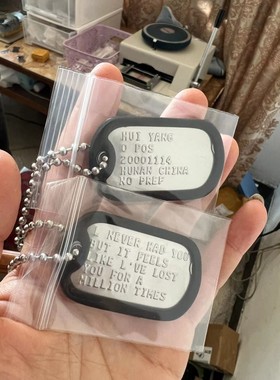 HUI YANG
O POS
20001114
HUNAN CHINA
NO PREF
I NEVER HAD YOU
BUT IT FEELS
LIKE I'VE LOST
YOU FOR A
MILLION TIMES